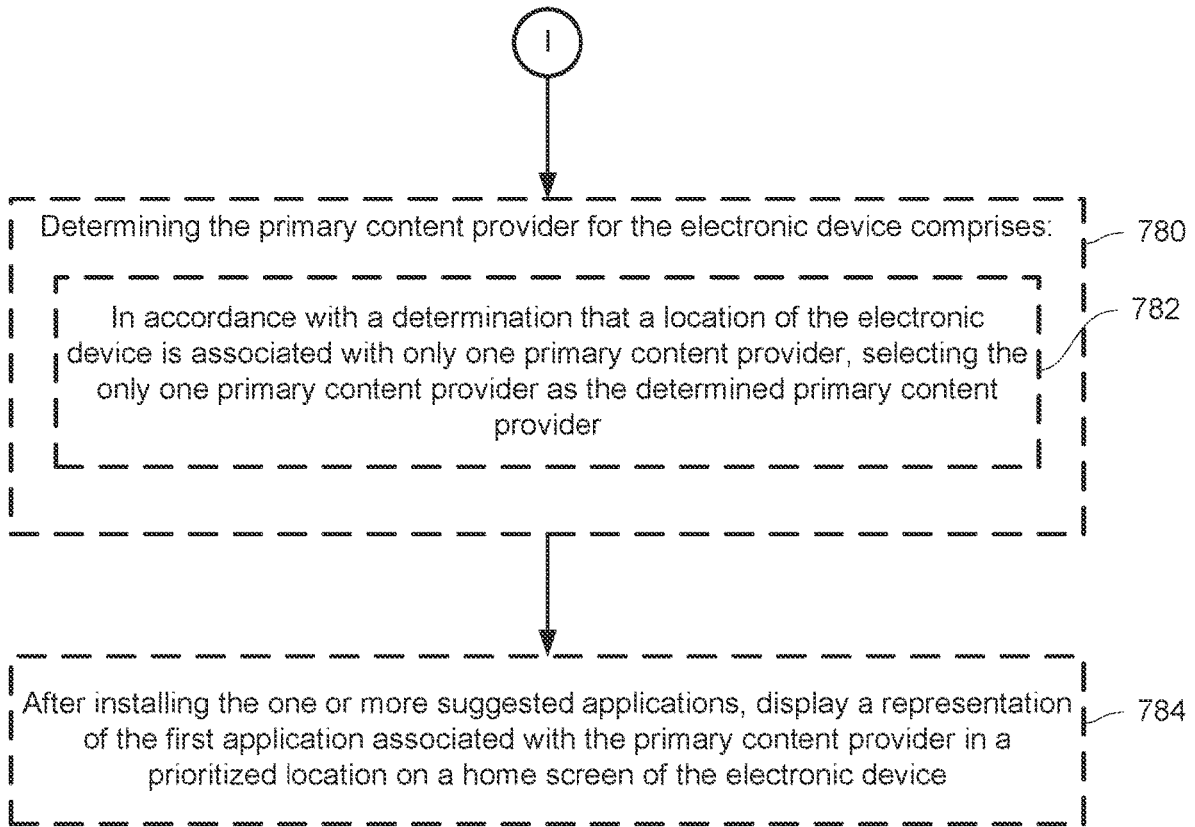 I
Determining the primary content provider for the electronic device comprises:
780
In accordance with a determination that a location of the electronic
device is associated with only one primary content provider, selecting the
only one primary content provider as the determined primary content
provider
782
After installing the one or more suggested applications, display a representation
of the first application associated with the primary content provider in a
prioritized location on a home screen of the electronic device
784